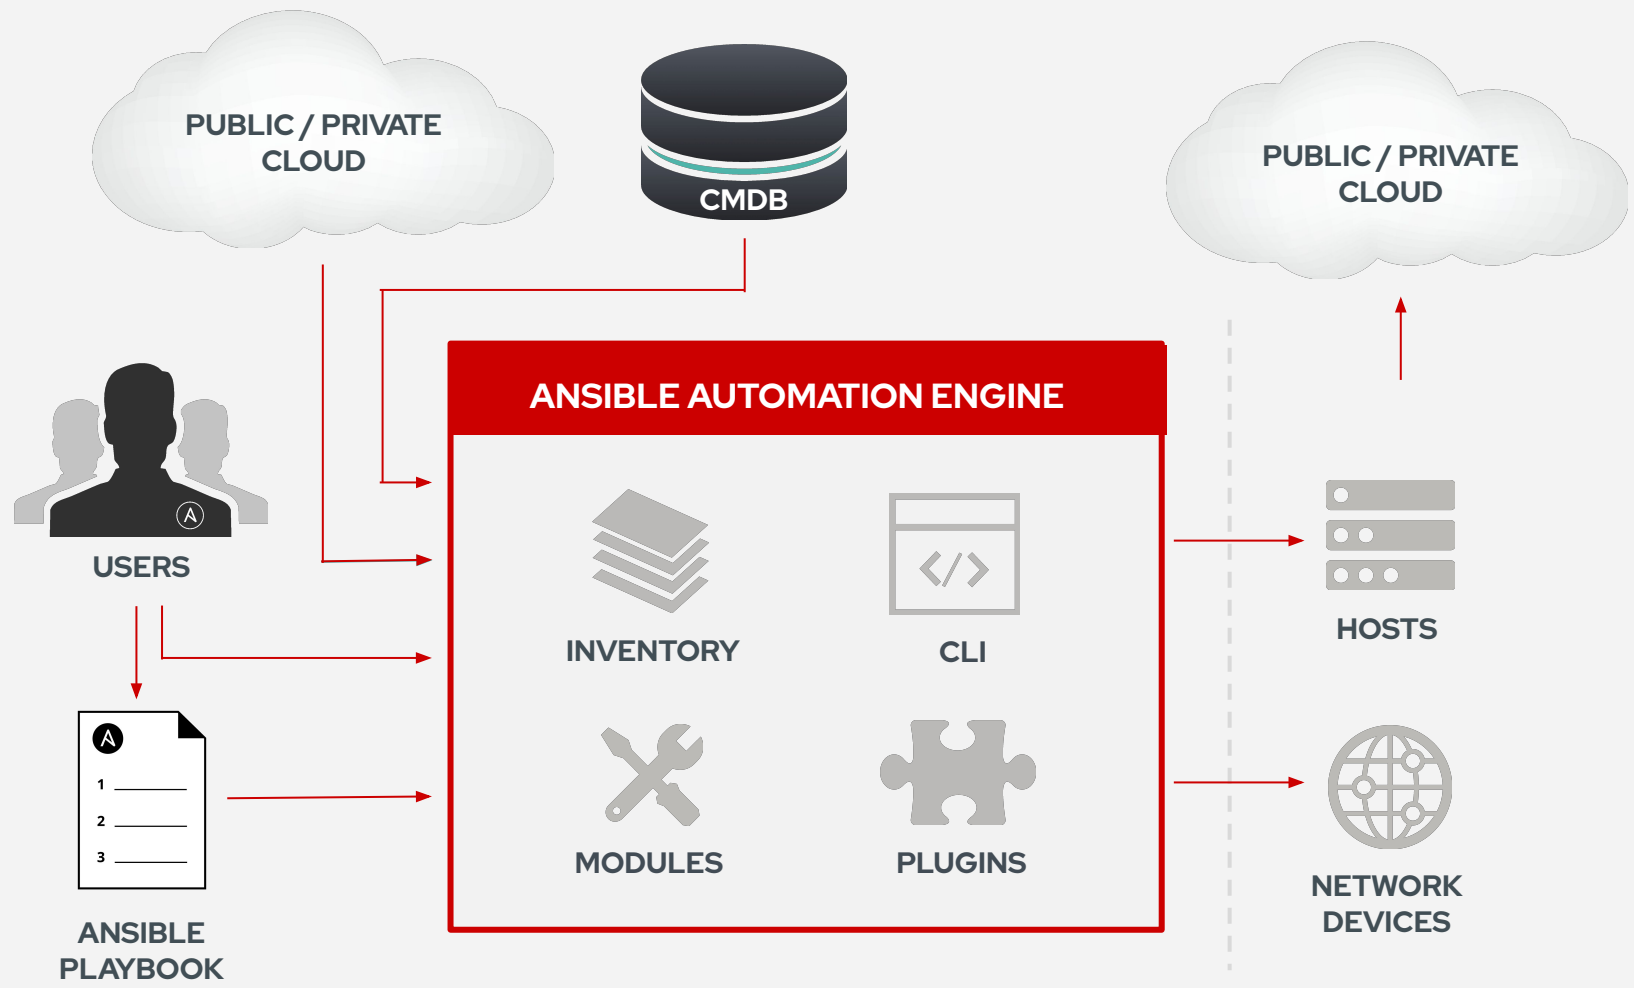 PUBLIC / PRIVATE
CLOUD
CMDB
PUBLIC / PRIVATE
CLOUD
ANSIBLE AUTOMATION ENGINE
USERS
INVENTORY
CLI
HOSTS
1
2
3
MODULES
PLUGINS
NETWORK
DEVICES
ANSIBLE
PLAYBOOK